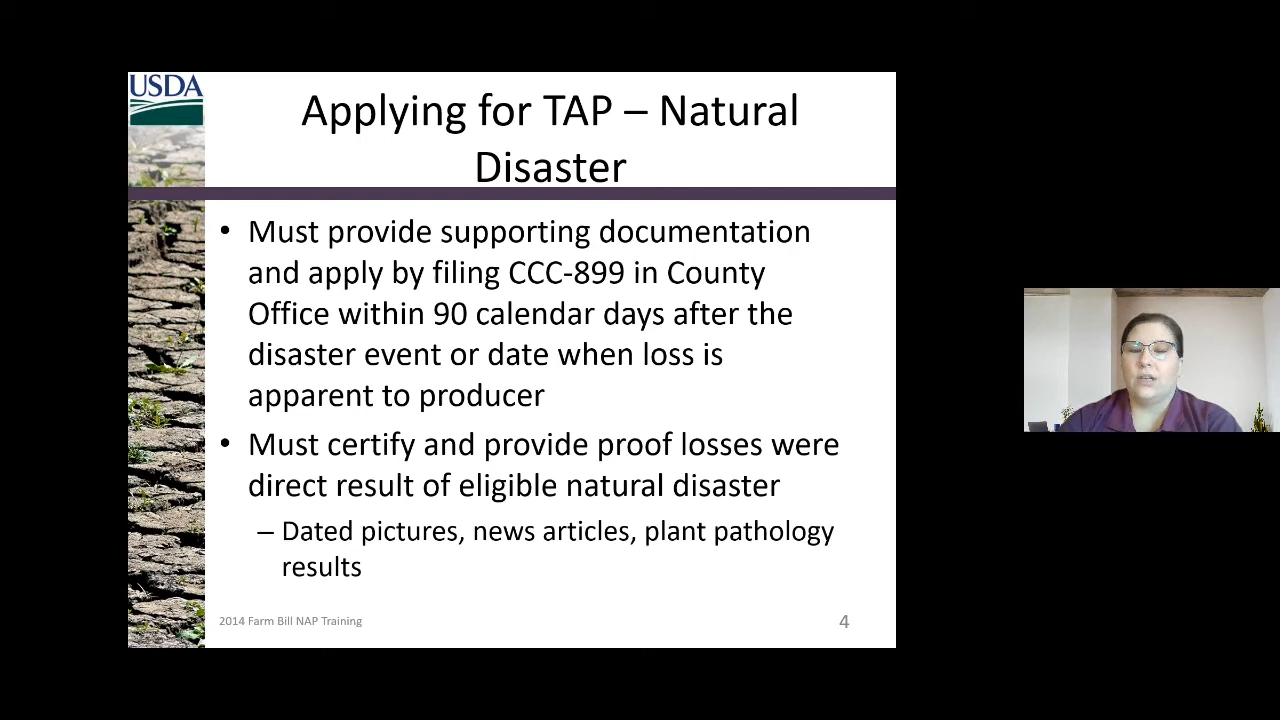 USDA
Applying for TAP – Natural
Disaster
• Must provide supporting documentation
and apply by filing CCC-899 in County
Office within 90 calendar days after the
disaster event or date when loss is
apparent to producer
• Must certify and provide proof losses were
direct result of eligible natural disaster
– Dated pictures, news articles, plant pathology
results
2014 Farm Bill NAP Training
4